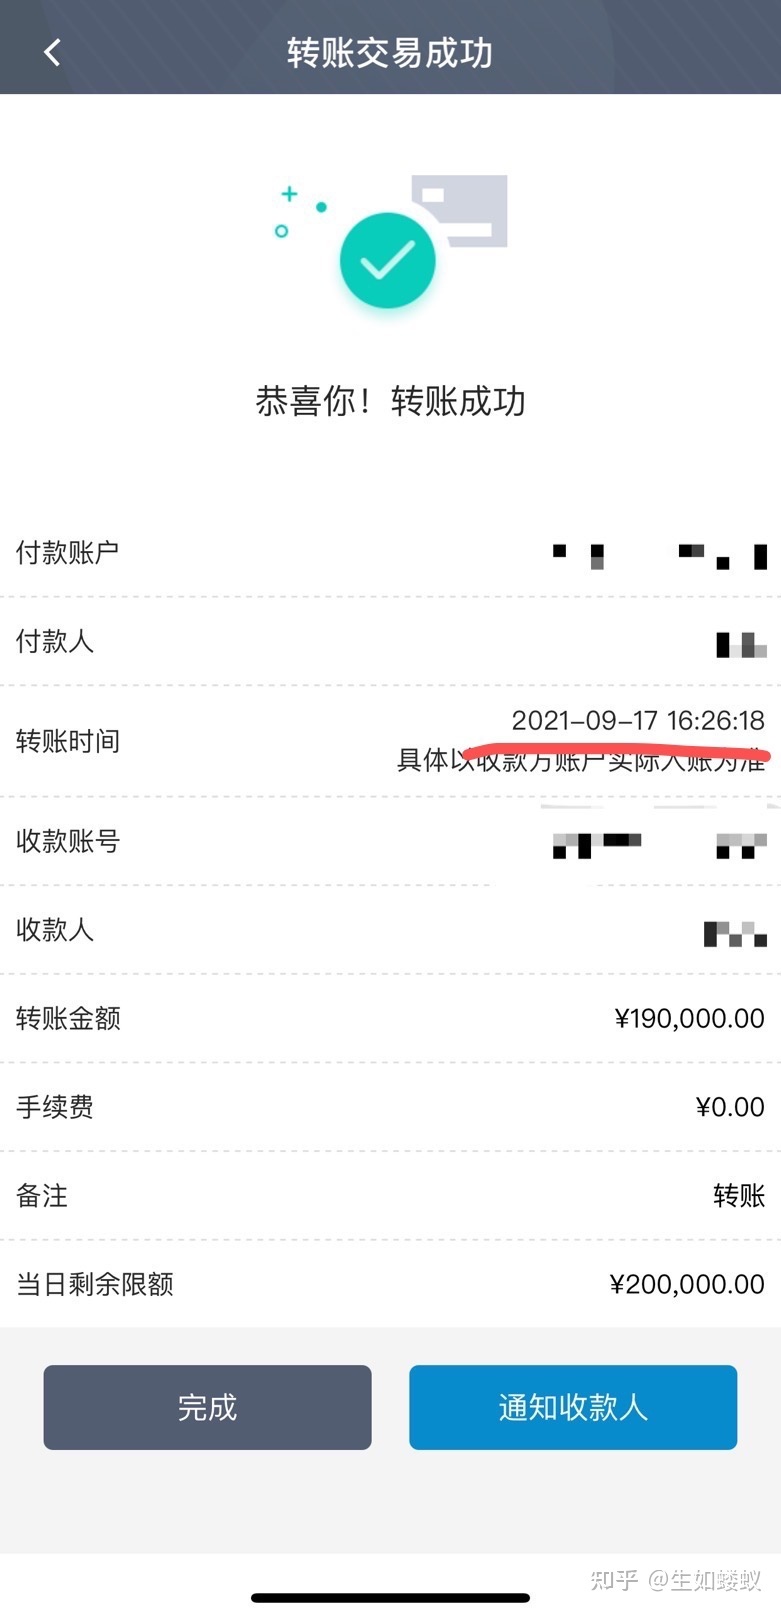 转账交易成功
恭喜你！转账成功
付款账户
付款人
转账时间
2021-09-17 16:26:18
具体以收款方账户实际入账为准
收款账号
收款人
转账金额
¥190,000.00
手续费
¥0.00
备注
转账
当日剩余限额
¥200,000.00
完成
通知收款人
知乎 @生如蝼蚁